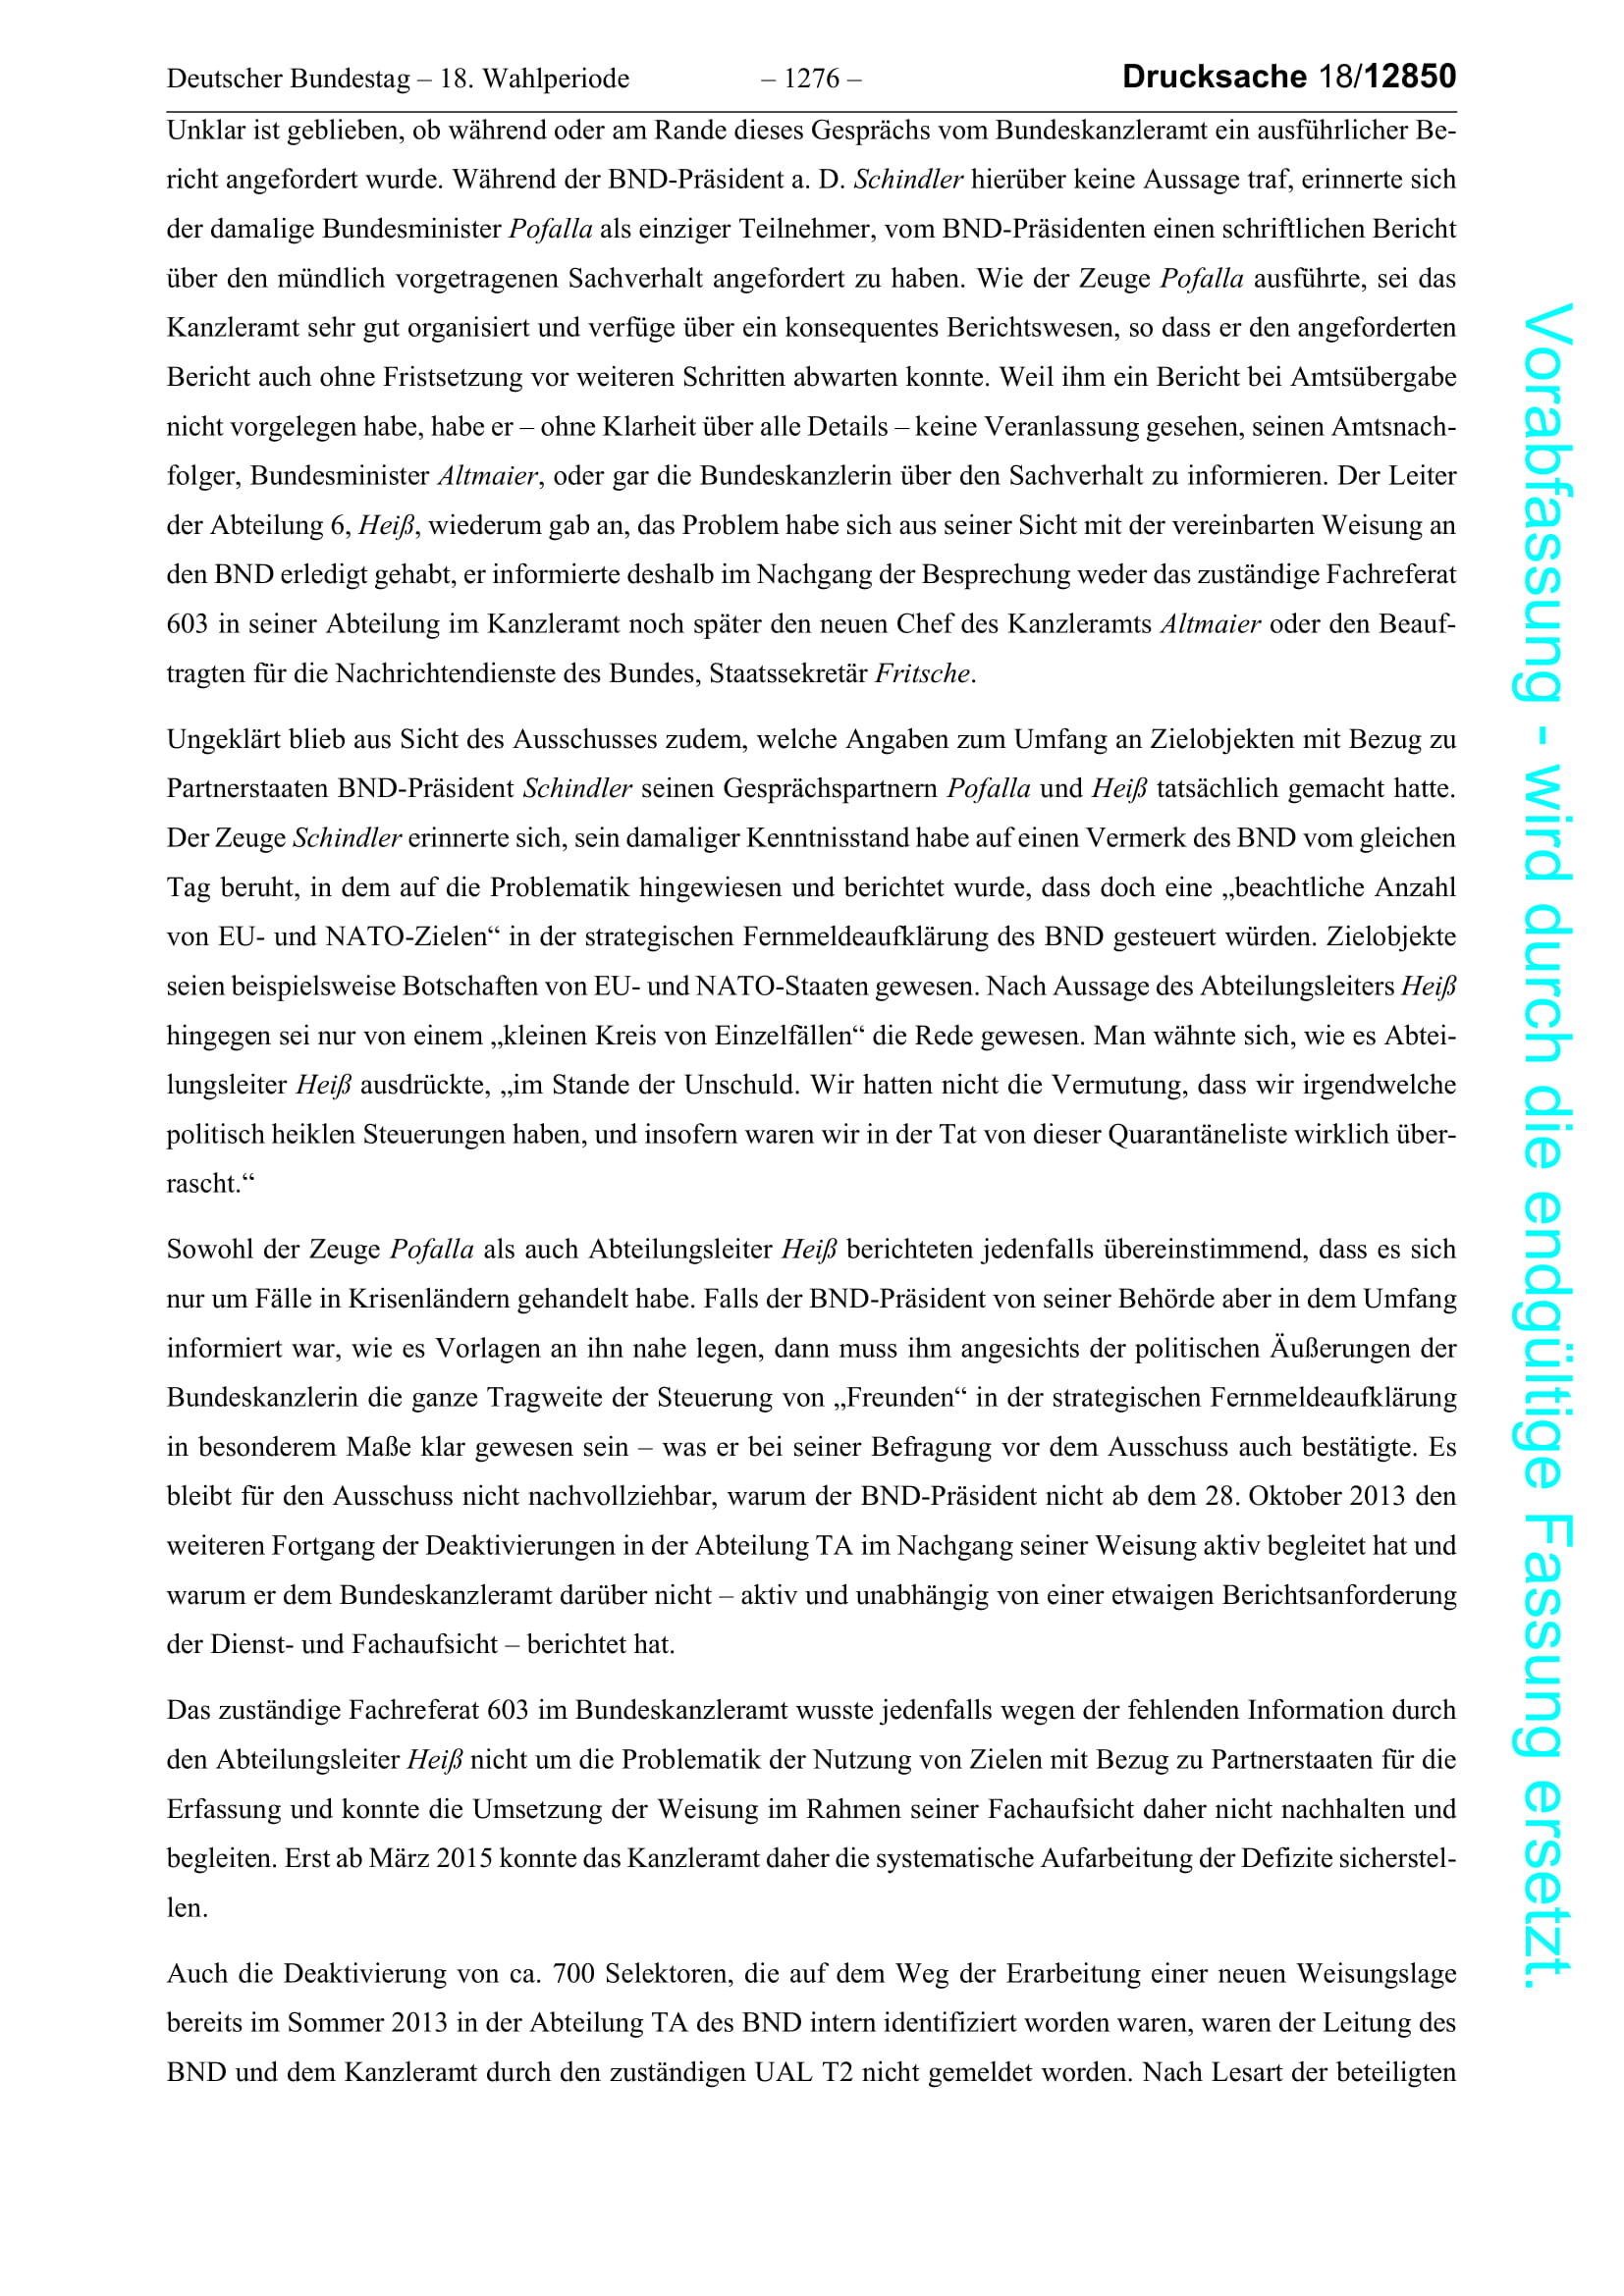 Deutscher Bundestag – 18. Wahlperiode – 1276 – Drucksache 18/12850
Unklar ist geblieben, ob während oder am Rande dieses Gesprächs vom Bundeskanzleramt ein ausführlicher Be-
richt angefordert wurde. Während der BND-Präsident a. D. Schindler hierüber keine Aussage traf, erinnerte sich
der damalige Bundesminister Pofalla als einziger Teilnehmer, vom BND-Präsidenten einen schriftlichen Bericht
über den mündlich vorgetragenen Sachverhalt angefordert zu haben. Wie der Zeuge Pofalla ausführte, sei das
Kanzleramt sehr gut organisiert und verfüge über ein konsequentes Berichtswesen, so dass er den angeforderten
Bericht auch ohne Fristsetzung vor weiteren Schritten abwarten konnte. Weil ihm ein Bericht bei Amtsübergabe
nicht vorgelegen habe, habe er – ohne Klarheit über alle Details – keine Veranlassung gesehen, seinen Amtsnach-
folger, Bundesminister Altmaier, oder gar die Bundeskanzlerin über den Sachverhalt zu informieren. Der Leiter
der Abteilung 6, Heiß, wiederum gab an, das Problem habe sich aus seiner Sicht mit der vereinbarten Weisung an
den BND erledigt gehabt, er informierte deshalb im Nachgang der Besprechung weder das zuständige Fachreferat
603 in seiner Abteilung im Kanzleramt noch später den neuen Chef des Kanzleramts Altmaier oder den Beauf-
tragten für die Nachrichtendienste des Bundes, Staatssekretär Fritsche.
Ungeklärt blieb aus Sicht des Ausschusses zudem, welche Angaben zum Umfang an Zielobjekten mit Bezug zu
Partnerstaaten BND-Präsident Schindler seinen Gesprächspartnern Pofalla und Heiß tatsächlich gemacht hatte.
Der Zeuge Schindler erinnerte sich, sein damaliger Kenntnisstand habe auf einen Vermerk des BND vom gleichen
Tag beruht, in dem auf die Problematik hingewiesen und berichtet wurde, dass doch eine „beachtliche Anzahl
von EU- und NATO-Zielen“ in der strategischen Fernmeldeaufklärung des BND gesteuert würden. Zielobjekte
seien beispielsweise Botschaften von EU- und NATO-Staaten gewesen. Nach Aussage des Abteilungsleiters Heiß
hingegen sei nur von einem „kleinen Kreis von Einzelfällen“ die Rede gewesen. Man wähnte sich, wie es Abtei-
lungsleiter Heiß ausdrückte, „im Stande der Unschuld. Wir hatten nicht die Vermutung, dass wir irgendwelche
politisch heiklen Steuerungen haben, und insofern waren wir in der Tat von dieser Quarantäneliste wirklich über-
rascht.“
Sowohl der Zeuge Pofalla als auch Abteilungsleiter Heiß berichteten jedenfalls übereinstimmend, dass es sich
nur um Fälle in Krisenländern gehandelt habe. Falls der BND-Präsident von seiner Behörde aber in dem Umfang
informiert war, wie es Vorlagen an ihn nahe legen, dann muss ihm angesichts der politischen Äußerungen der
Bundeskanzlerin die ganze Tragweite der Steuerung von „Freunden“ in der strategischen Fernmeldeaufklärung
in besonderem Maße klar gewesen sein – was er bei seiner Befragung vor dem Ausschuss auch bestätigte. Es
bleibt für den Ausschuss nicht nachvollziehbar, warum der BND-Präsident nicht ab dem 28. Oktober 2013 den
weiteren Fortgang der Deaktivierungen in der Abteilung TA im Nachgang seiner Weisung aktiv begleitet hat und
warum er dem Bundeskanzleramt darüber nicht – aktiv und unabhängig von einer etwaigen Berichtsanforderung
der Dienst- und Fachaufsicht – berichtet hat.
Das zuständige Fachreferat 603 im Bundeskanzleramt wusste jedenfalls wegen der fehlenden Information durch
den Abteilungsleiter Heiß nicht um die Problematik der Nutzung von Zielen mit Bezug zu Partnerstaaten für die
Erfassung und konnte die Umsetzung der Weisung im Rahmen seiner Fachaufsicht daher nicht nachhalten und
begleiten. Erst ab März 2015 konnte das Kanzleramt daher die systematische Aufarbeitung der Defizite sicherstel-
len.
Auch die Deaktivierung von ca. 700 Selektoren, die auf dem Weg der Erarbeitung einer neuen Weisungslage
bereits im Sommer 2013 in der Abteilung TA des BND intern identifiziert worden waren, waren der Leitung des
BND und dem Kanzleramt durch den zuständigen UAL T2 nicht gemeldet worden. Nach Lesart der beteiligten
Vorabfassung - wird durch die endgültige Fassung ersetzt.